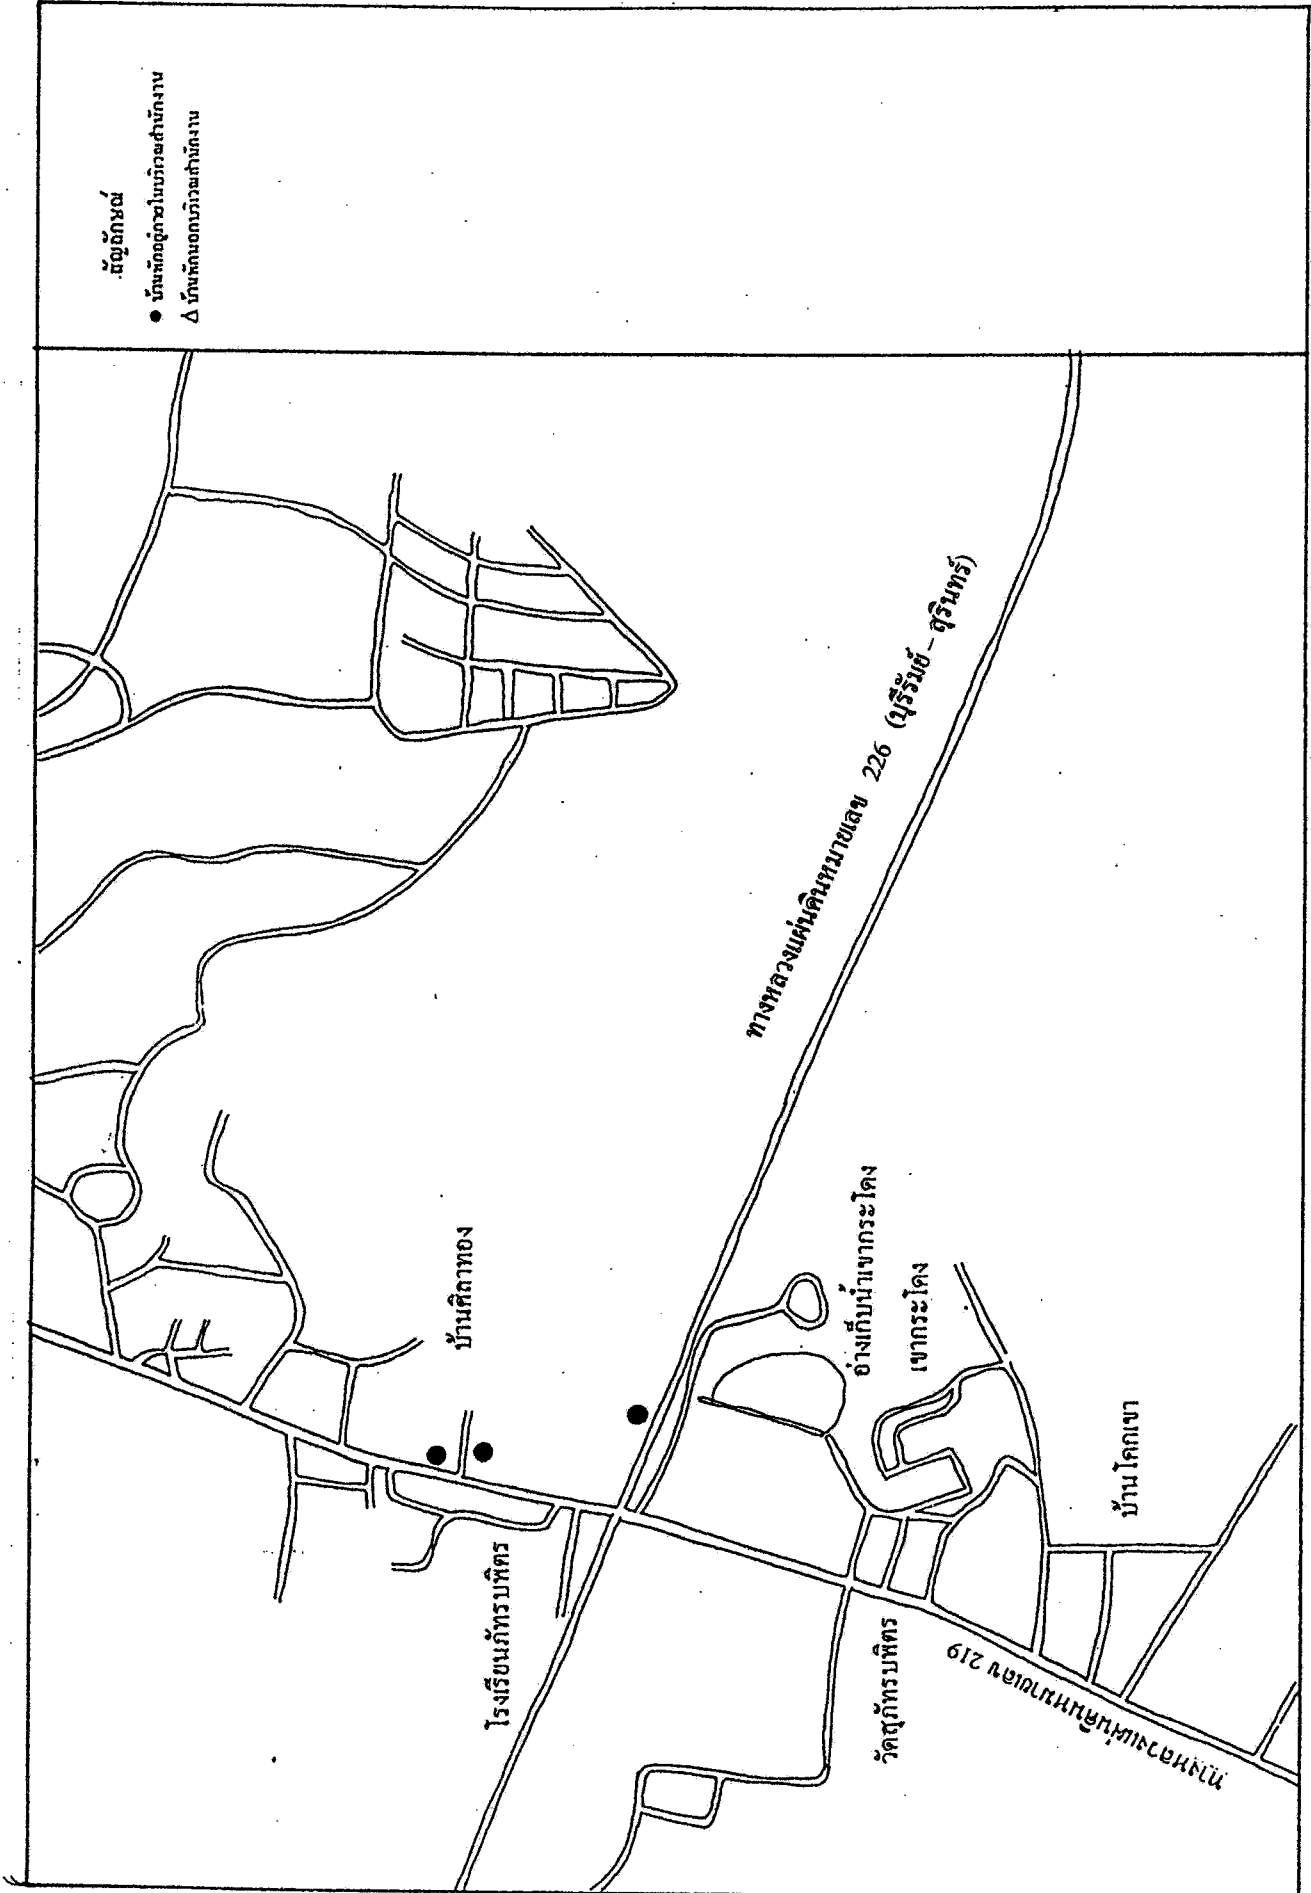 สัญลักษณ์
● บ้านพักอยู่ภายในบริเวณสำนักงาน
△ บ้านพักนอกบริเวณสำนักงาน
ทางหลวงแผ่นดินหมายเลข 226 (บุรีรัมย์ – สุรินทร์)
บ้านศิลาทอง
อ่างเก็บน้ำเขากระโดง
เขากระโดง
บ้านโคกเขา
โรงเรียนภัทรบพิตร
วัดสุภัทรบพิตร
ทางหลวงแผ่นดินหมายเลข 219